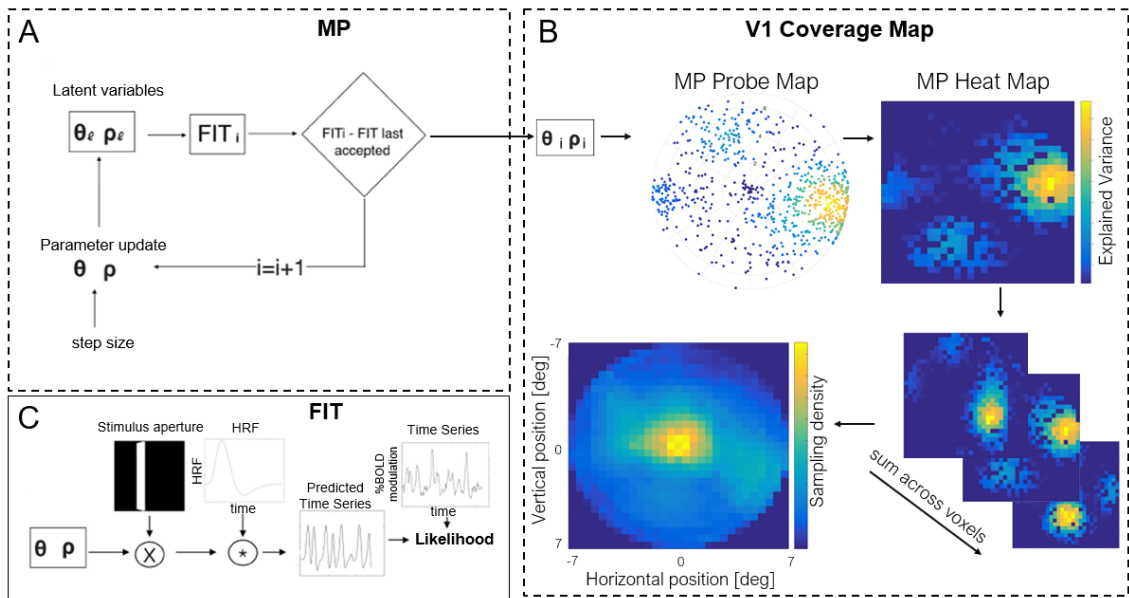 A
MP
Latent variables
θℓ ρℓ
FIT i
FITi - FIT last
accepted
Parameter update
θ ρ
i=i+1
step size
B
V1 Coverage Map
θ i ρ i
MP Probe Map
MP Heat Map
Explained Variance
-7
0
7
Vertical position [deg]
-7
0
7
Horizontal position [deg]
Sampling density
sum across voxels
C
FIT
Stimulus aperture
HRF
HRF
time
Time Series
%BOLD
modulation
time
Predicted
Time Series
θ ρ
X
*
Likelihood